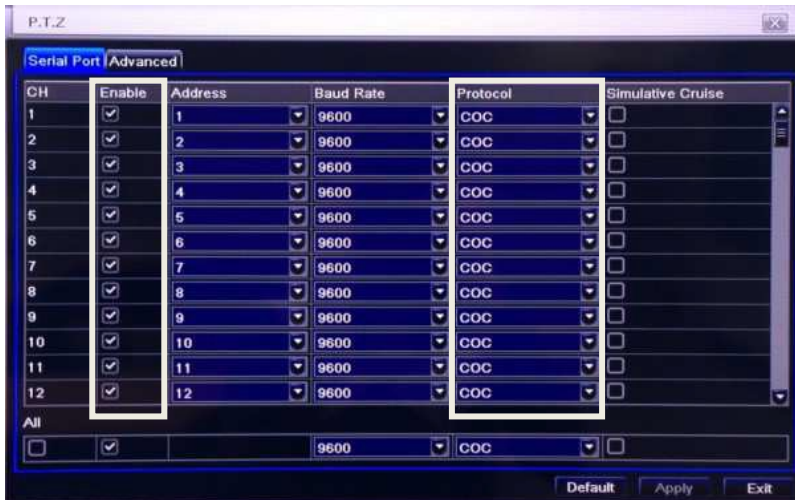 P.T.Z
Serial Port Advanced
CH Enable Address Baud Rate Protocol Simulative Cruise
1 1 9600 COC
2 2 9600 COC
3 3 9600 COC
4 4 9600 COC
5 5 9600 COC
6 6 9600 COC
7 7 9600 COC
8 8 9600 COC
9 9 9600 COC
10 10 9600 COC
11 11 9600 COC
12 12 9600 COC
All
9600 COC
Default Apply Exit